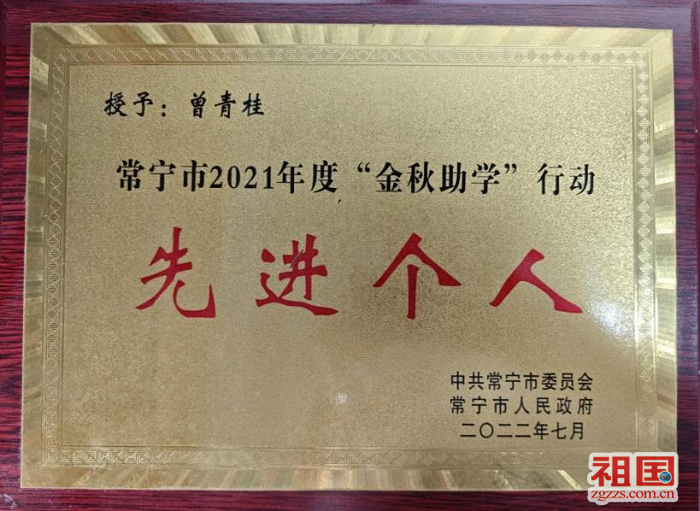 授予：曾青桂
常宁市2021年度“金秋助学”行动
先进个人
中共常宁市委员会
常宁市人民政府
二〇二二年七月
祖国
zgzzs.com.cn